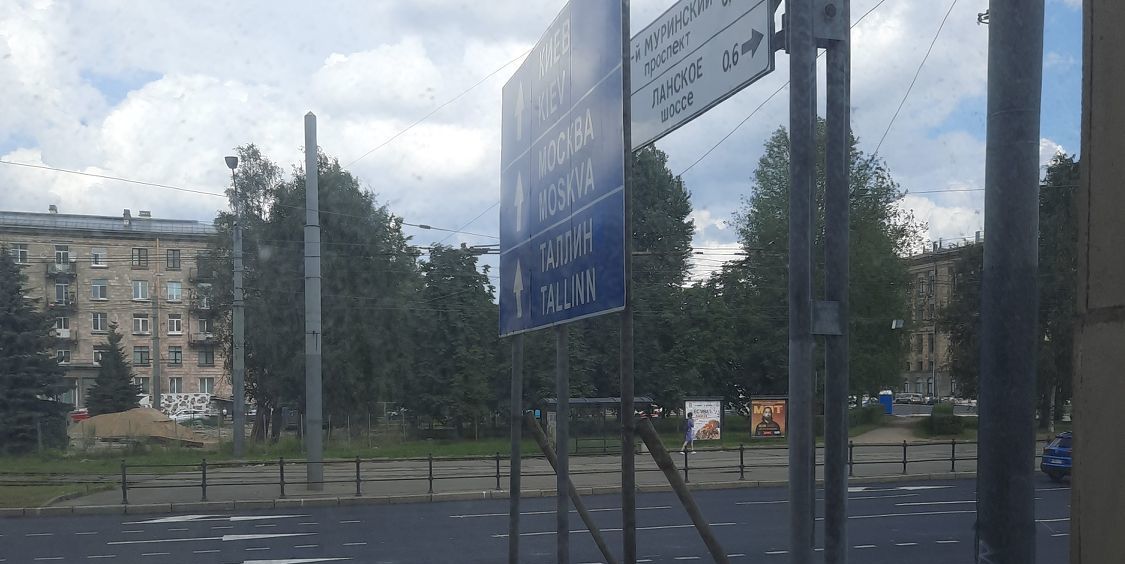 КИЕВ
KIEV
МОСКВА
MOSKVA
ТАЛЛИН
TALLINN
-й МУРИНСКИЙ
проспект
ЛАНСКОЕ 0,6
шоссе